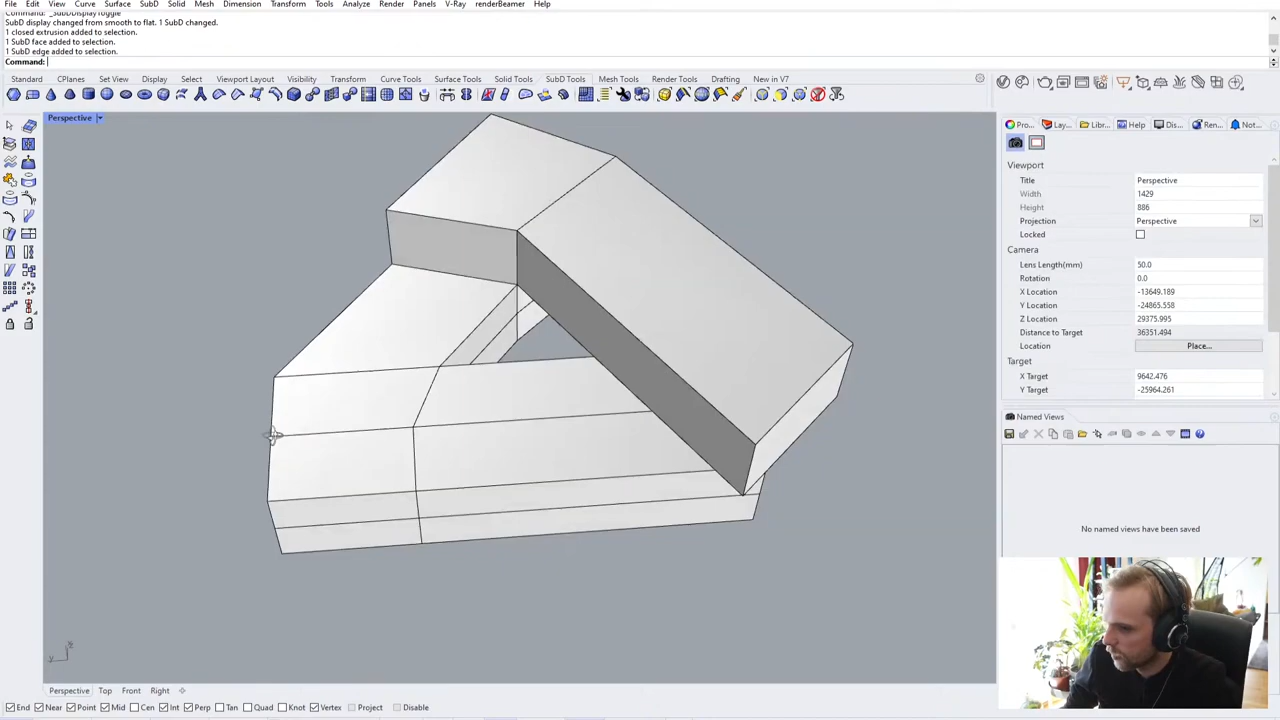 File Edit View Curve Surface SubD Solid Mesh Dimension Transform Tools Analyze Render Panels V-Ray renderBeamer Help
SubD display changed from smooth to flat. 1 SubD changed.
1 closed extrusion added to selection.
1 SubD face added to selection.
1 SubD edge added to selection.
Command:
Standard CPlanes Set View Display Select Viewport Layout Visibility Transform Curve Tools Surface Tools Solid Tools SubD Tools Mesh Tools Render Tools Drafting New in V7
Perspective
Pro... Lay... Libr... Help Dis... Ren... Not...
Viewport
Title Perspective
Width 1429
Height 886
Projection Perspective
Locked
Camera
Lens Length(mm) 50.0
Rotation 0.0
X Location -13649.189
Y Location -24865.558
Z Location 29375.995
Distance to Target 36351.494
Location Place...
Target
X Target 9642.476
Y Target -25964.261
Named Views
No named views have been saved
Perspective Top Front Right
End Near Point Mid Cen Int Perp Tan Quad Knot Vertex Project Disable